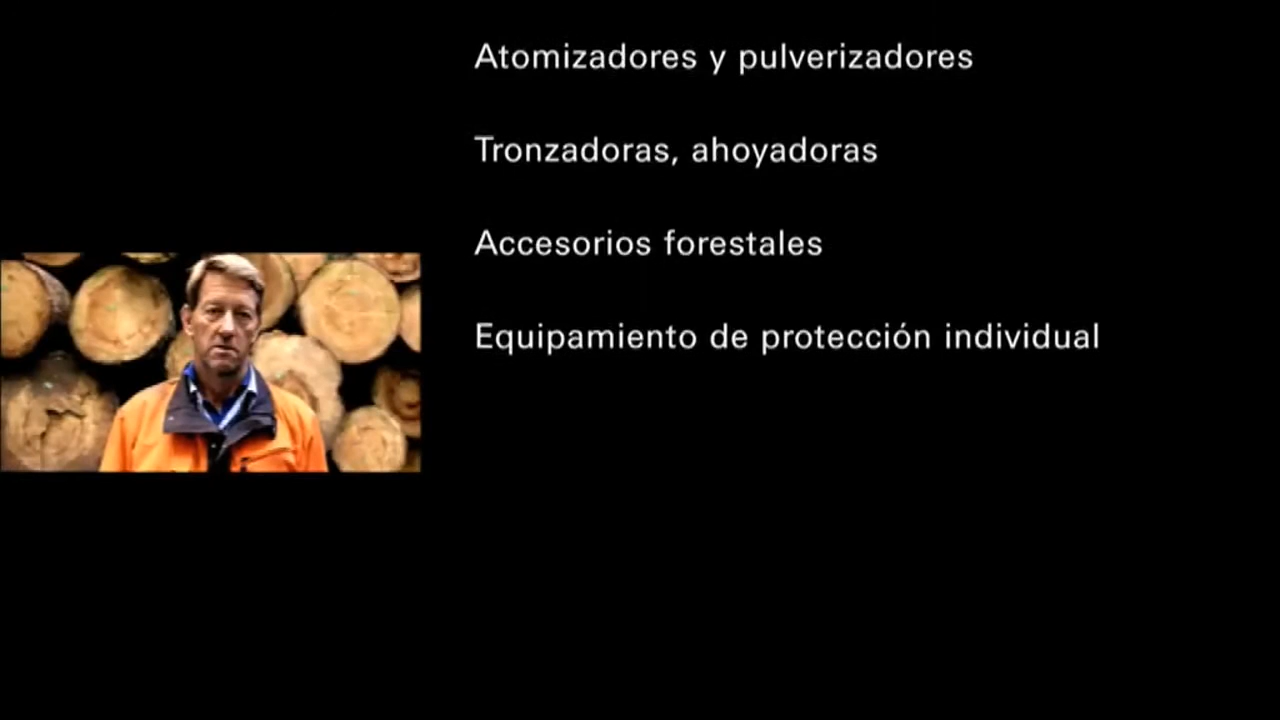 Atomizadores y pulverizadores
Tronzadoras, ahoyadoras
Accesorios forestales
Equipamiento de protección individual